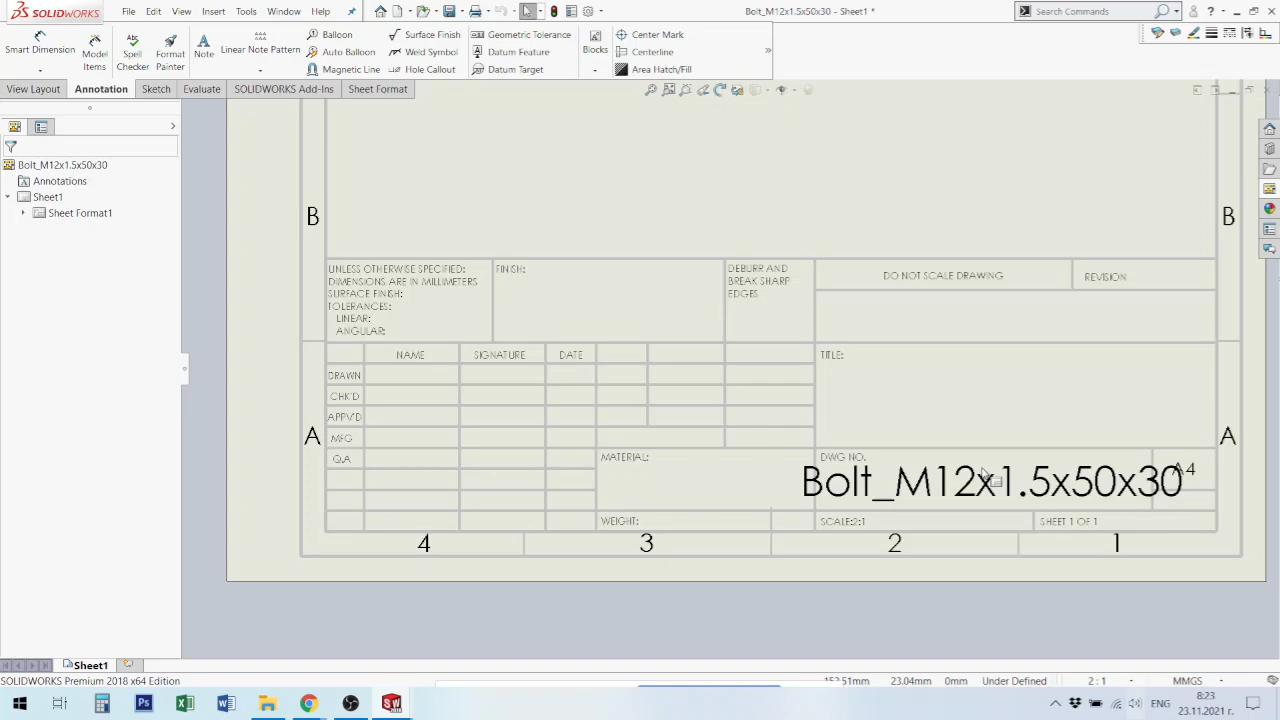 SOLIDWORKS
File Edit View Insert Tools Window Help
Bolt_M12x1.5x50x30 - Sheet1 *
Search Commands
?
Smart Dimension
Model Items
Spell Checker
Format Painter
Note
Linear Note Pattern
Balloon
Auto Balloon
Magnetic Line
Surface Finish
Weld Symbol
Hole Callout
Geometric Tolerance
Datum Feature
Datum Target
Blocks
Center Mark
Centerline
Area Hatch/Fill
View Layout Annotation Sketch Evaluate SOLIDWORKS Add-Ins Sheet Format
Bolt_M12x1.5x50x30
Annotations
Sheet1
Sheet Format1
B B
UNLESS OTHERWISE SPECIFIED:
DIMENSIONS ARE IN MILLIMETERS
SURFACE FINISH:
TOLERANCES:
LINEAR:
ANGULAR:
FINISH:
DEBURR AND
BREAK SHARP
EDGES
DO NOT SCALE DRAWING
REVISION
NAME SIGNATURE DATE
TITLE:
DRAWN
CHK'D
APPV'D
MFG
Q.A
A A
MATERIAL:
DWG NO.
Bolt_M12x1.5x50x30
A4
WEIGHT:
SCALE:2:1
SHEET 1 OF 1
4 3 2 1
Sheet1
SOLIDWORKS Premium 2018 x64 Edition
23.04mm 0mm Under Defined 2 : 1 MMGS
ENG
8:23
23.11.2021 г.